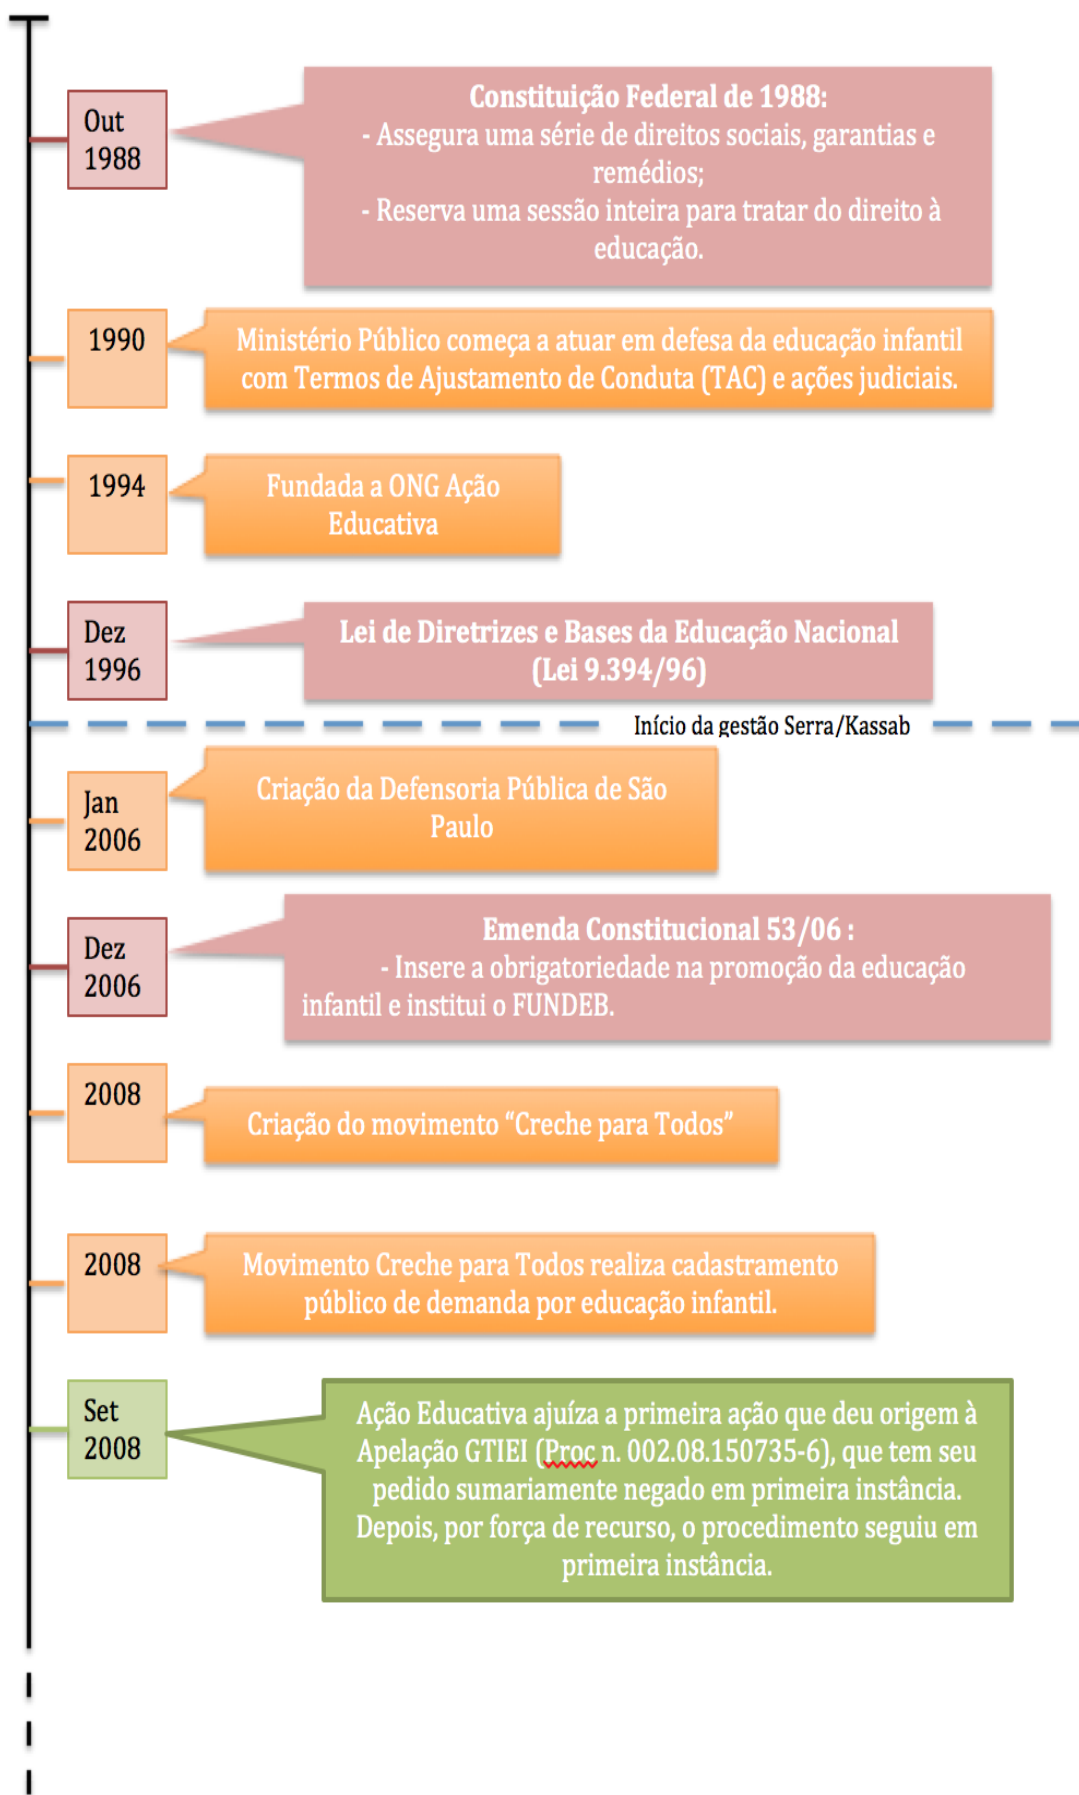 Out
1988
Constituição Federal de 1988:
- Assegura uma série de direitos sociais, garantias e
remédios;
- Reserva uma sessão inteira para tratar do direito à
educação.
1990
Ministério Público começa a atuar em defesa da educação infantil
com Termos de Ajustamento de Conduta (TAC) e ações judiciais.
1994
Fundada a ONG Ação
Educativa
Dez
1996
Lei de Diretrizes e Bases da Educação Nacional
(Lei 9.394/96)
Início da gestão Serra/Kassab
Jan
2006
Criação da Defensoria Pública de São
Paulo
Dez
2006
Emenda Constitucional 53/06 :
- Insere a obrigatoriedade na promoção da educação
infantil e institui o FUNDEB.
2008
Criação do movimento “Creche para Todos”
2008
Movimento Creche para Todos realiza cadastramento
público de demanda por educação infantil.
Set
2008
Ação Educativa ajuíza a primeira ação que deu origem à
Apelação GTIEI (Proc n. 002.08.150735-6), que tem seu
pedido sumariamente negado em primeira instância.
Depois, por força de recurso, o procedimento seguiu em
primeira instância.